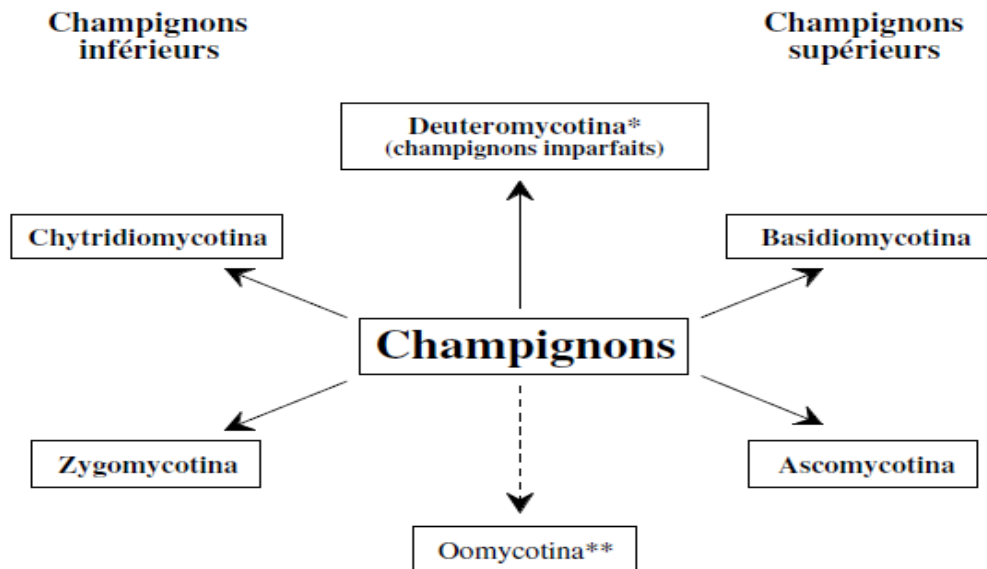 Champignons
inférieurs
Champignons
supérieurs
Deuteromycotina*
(champignons imparfaits)
Chytridiomycotina
Basidiomycotina
Champignons
Zygomycotina
Ascomycotina
Oomycotina**